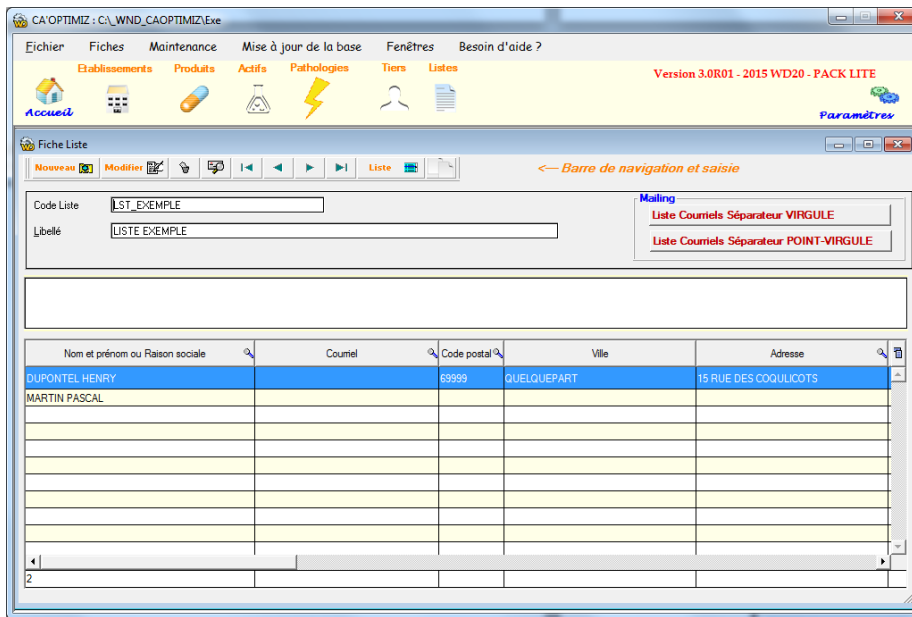 CA'OPTIMIZ : C:\_WND_CAOPTIMIZ\Exe
Fichier Fiches Maintenance Mise à jour de la base Fenêtres Besoin d'aide ?
Etablissements Produits Actifs Pathologies Tiers Listes
Version 3.0R01 - 2015 WD20 - PACK LITE
Accueil Paramètres
Fiche Liste
Nouveau Modifier Liste <--- Barre de navigation et saisie
Mailing
Code Liste LST_EXEMPLE Liste Courriels Séparateur VIRGULE
Libellé LISTE EXEMPLE Liste Courriels Séparateur POINT-VIRGULE
Nom et prénom ou Raison sociale Courriel Code postal Ville Adresse
DUPONTEL HENRY 69999 QUELQUEPART 15 RUE DES COQULICOTS
MARTIN PASCAL
2